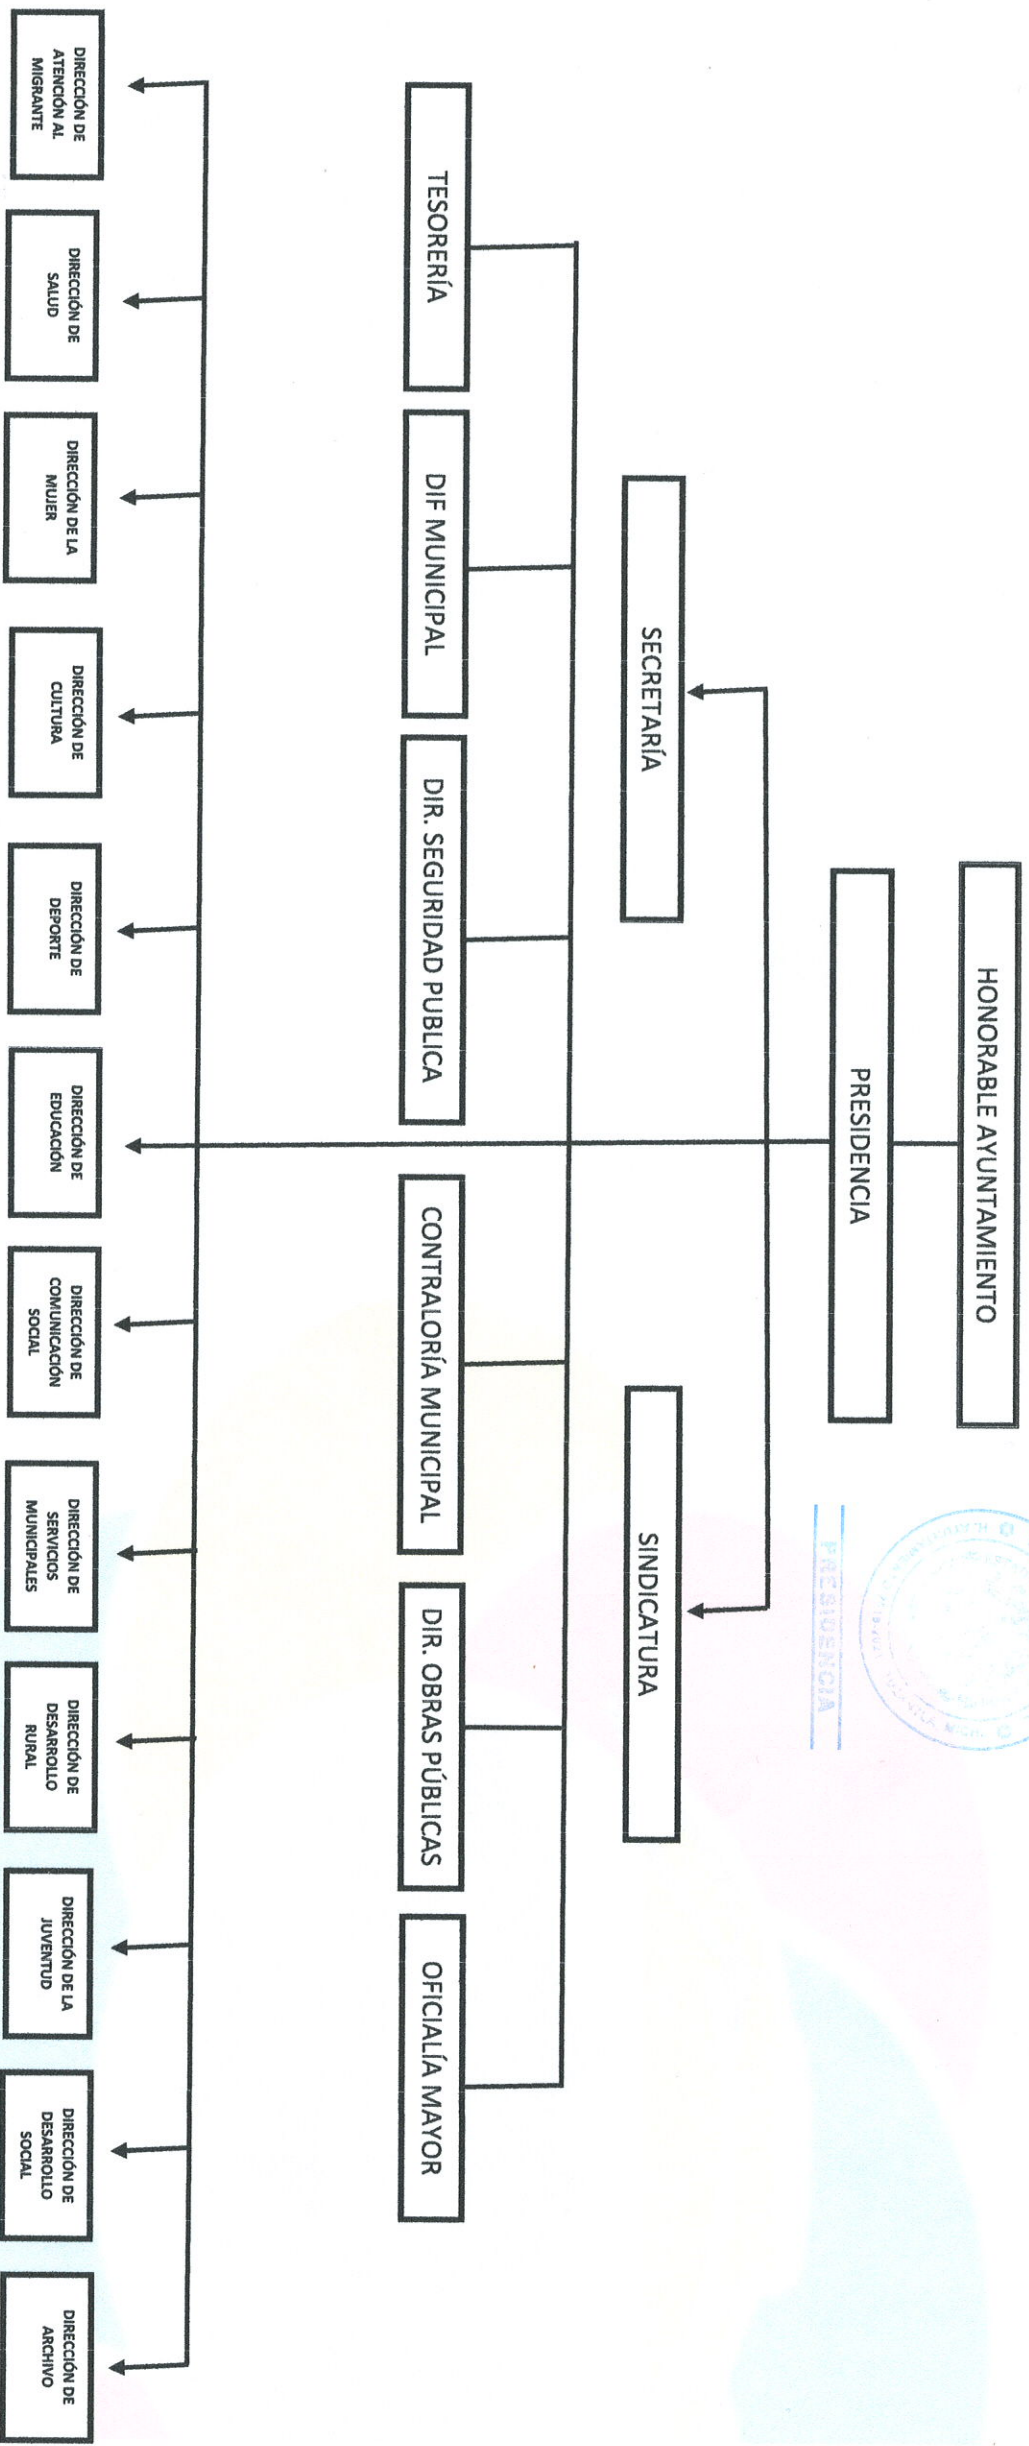 HONORABLE AYUNTAMIENTO
PRESIDENCIA
PRESIDENCIA
SECRETARÍA
SINDICATURA
TESORERÍA
DIF MUNICIPAL
DIR. SEGURIDAD PUBLICA
CONTRALORÍA MUNICIPAL
DIR. OBRAS PÚBLICAS
OFICIALÍA MAYOR
DIRECCIÓN DE
ATENCIÓN AL
MIGRANTE
DIRECCIÓN DE
SALUD
DIRECCIÓN DE LA
MUJER
DIRECCIÓN DE
CULTURA
DIRECCIÓN DE
DEPORTE
DIRECCIÓN DE
EDUCACIÓN
DIRECCIÓN DE
COMUNICACIÓN
SOCIAL
DIRECCIÓN DE
SERVICIOS
MUNICIPALES
DIRECCIÓN DE
DESARROLLO
RURAL
DIRECCIÓN DE LA
JUVENTUD
DIRECCIÓN DE
DESARROLLO
SOCIAL
DIRECCIÓN DE
ARCHIVO